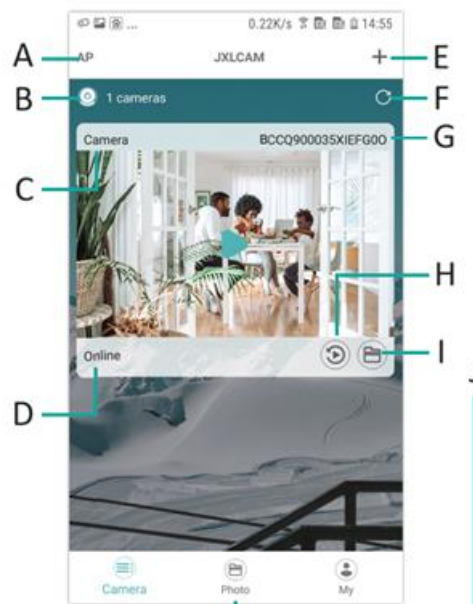 ... 0.22K/s 14:55
A AP JXLCAM + E
B 1 cameras F
Camera BCCQ900035XIEFG0O G
C
H
Online I
D
Camera Photo My